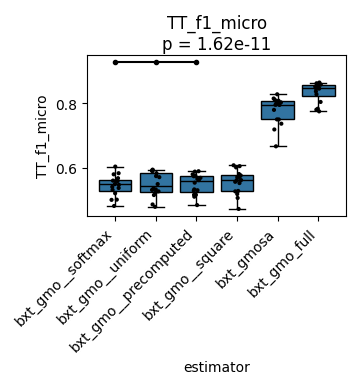 TT_f1_micro
p = 1.62e-11
TT_f1_micro
0.8
0.6
bxt_gmo__softmax
bxt_gmo__uniform
bxt_gmo__precomputed
bxt_gmo__square
bxt_gmosa
bxt_gmo_full
estimator